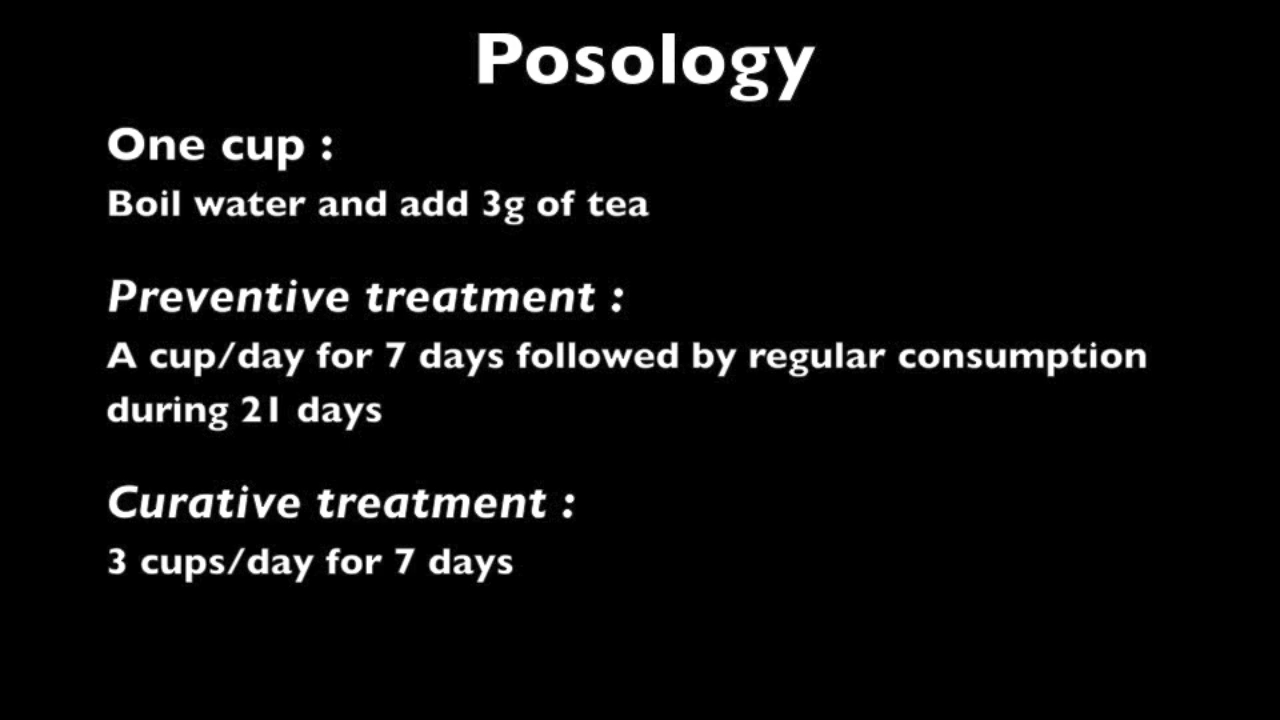 Posology
One cup :
Boil water and add 3g of tea
Preventive treatment :
A cup/day for 7 days followed by regular consumption
during 21 days
Curative treatment :
3 cups/day for 7 days